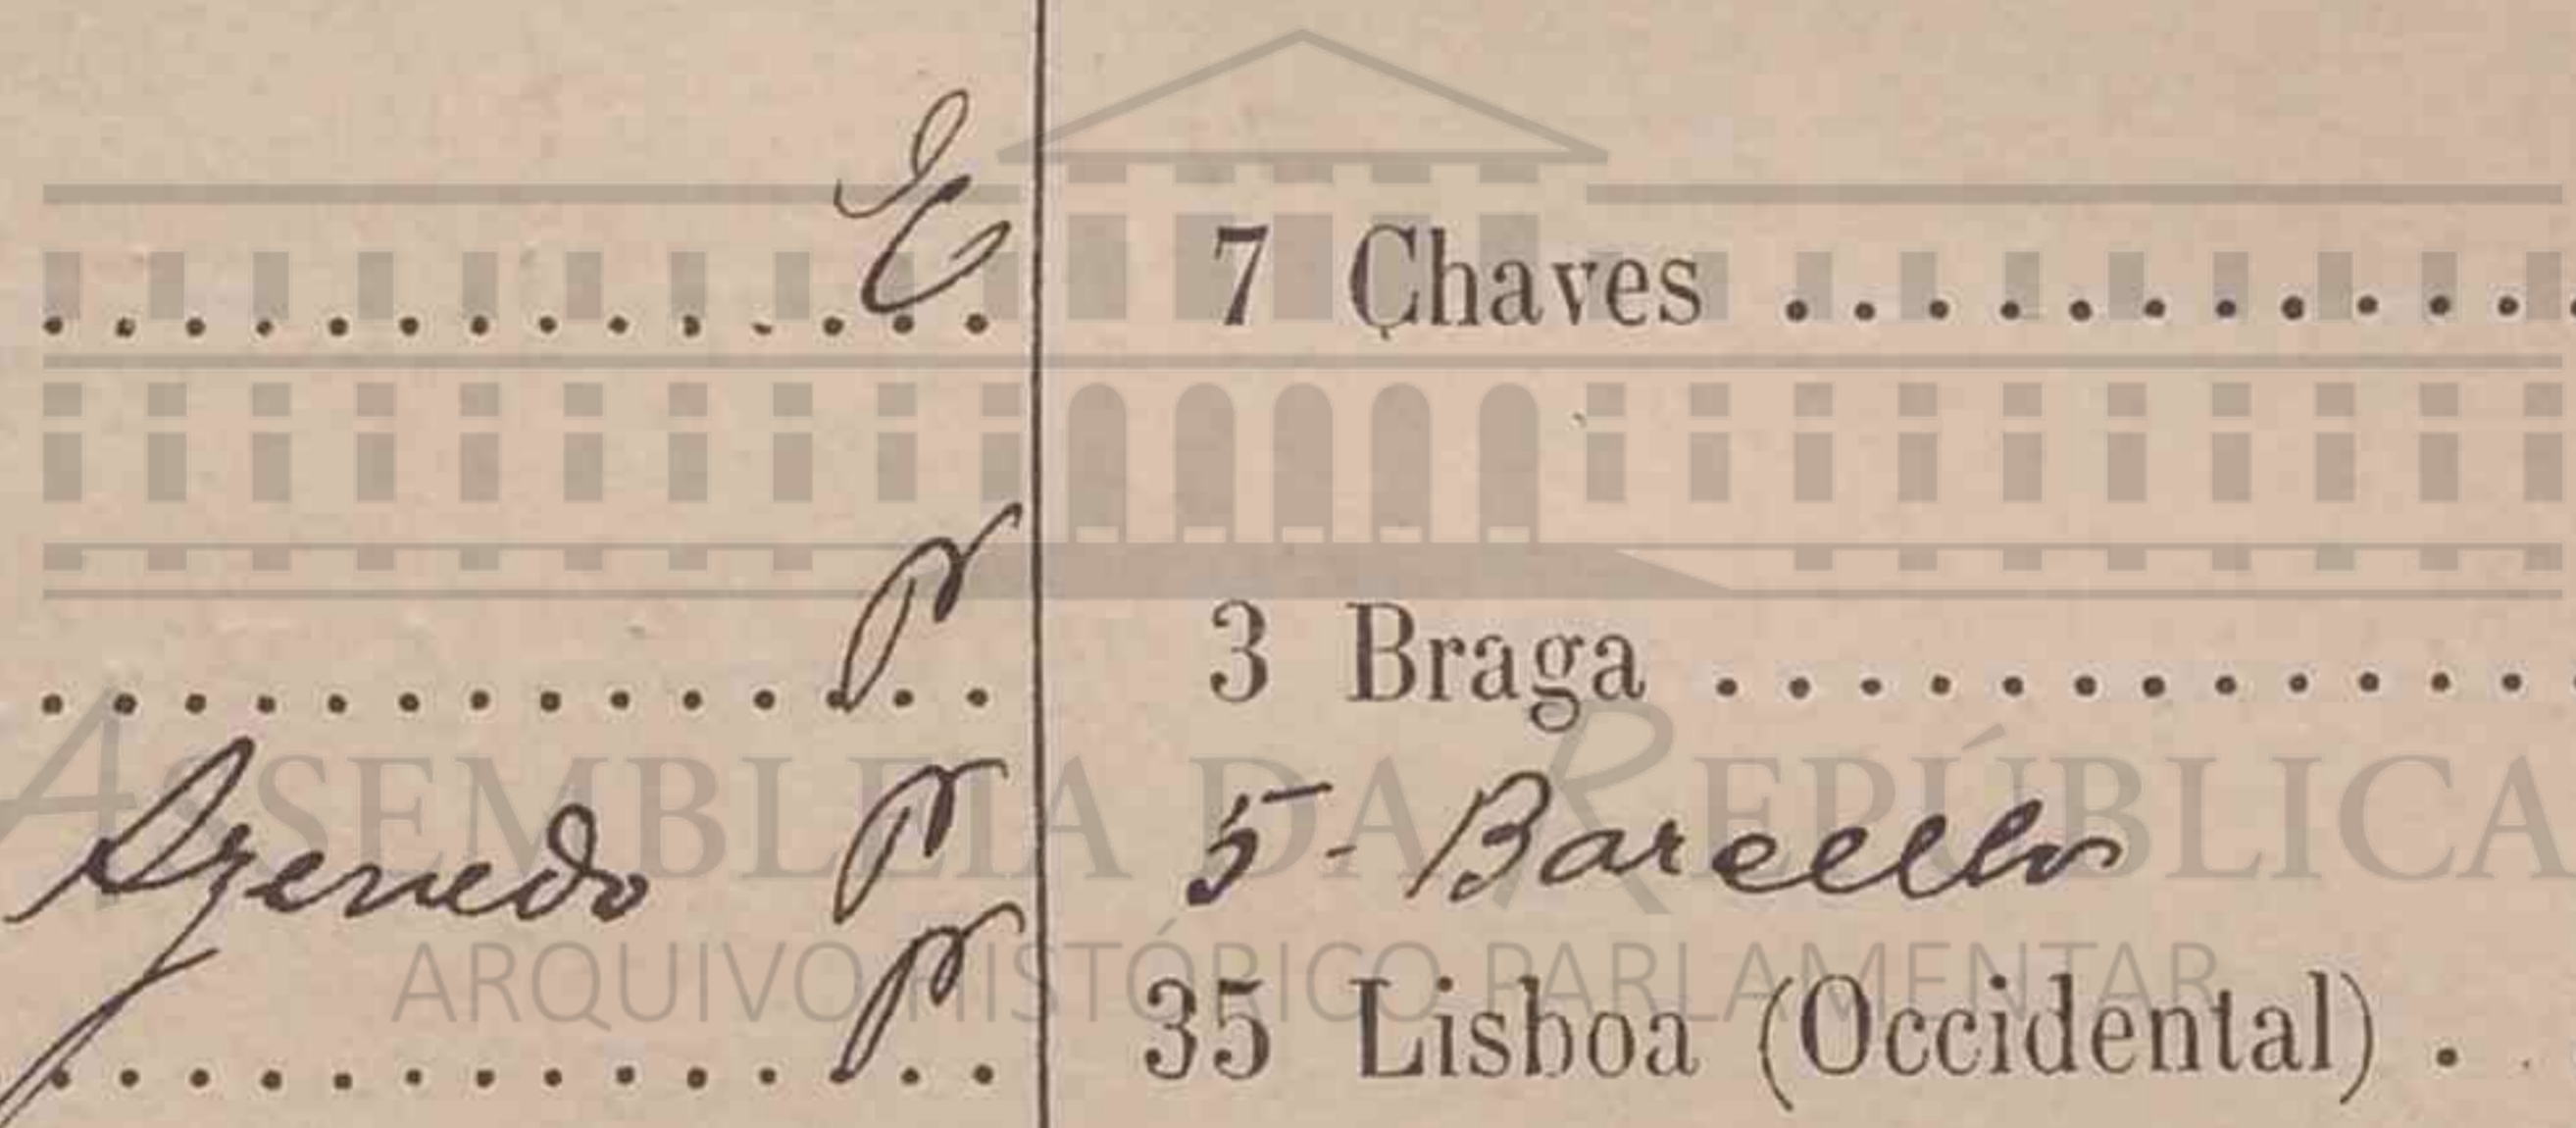 E 7 Chaves . . . . . . . . . . .
. . . . . . . . . . . . . P 3 Braga . . . . . . . . . . . .
Azevedo P 5 - Barcellos
. . . . . . . . . . . . . P 35 Lisboa (Occidental) .
ASSEMBLEIA DA REPÚBLICA
ARQUIVO HISTÓRICO PARLAMENTAR